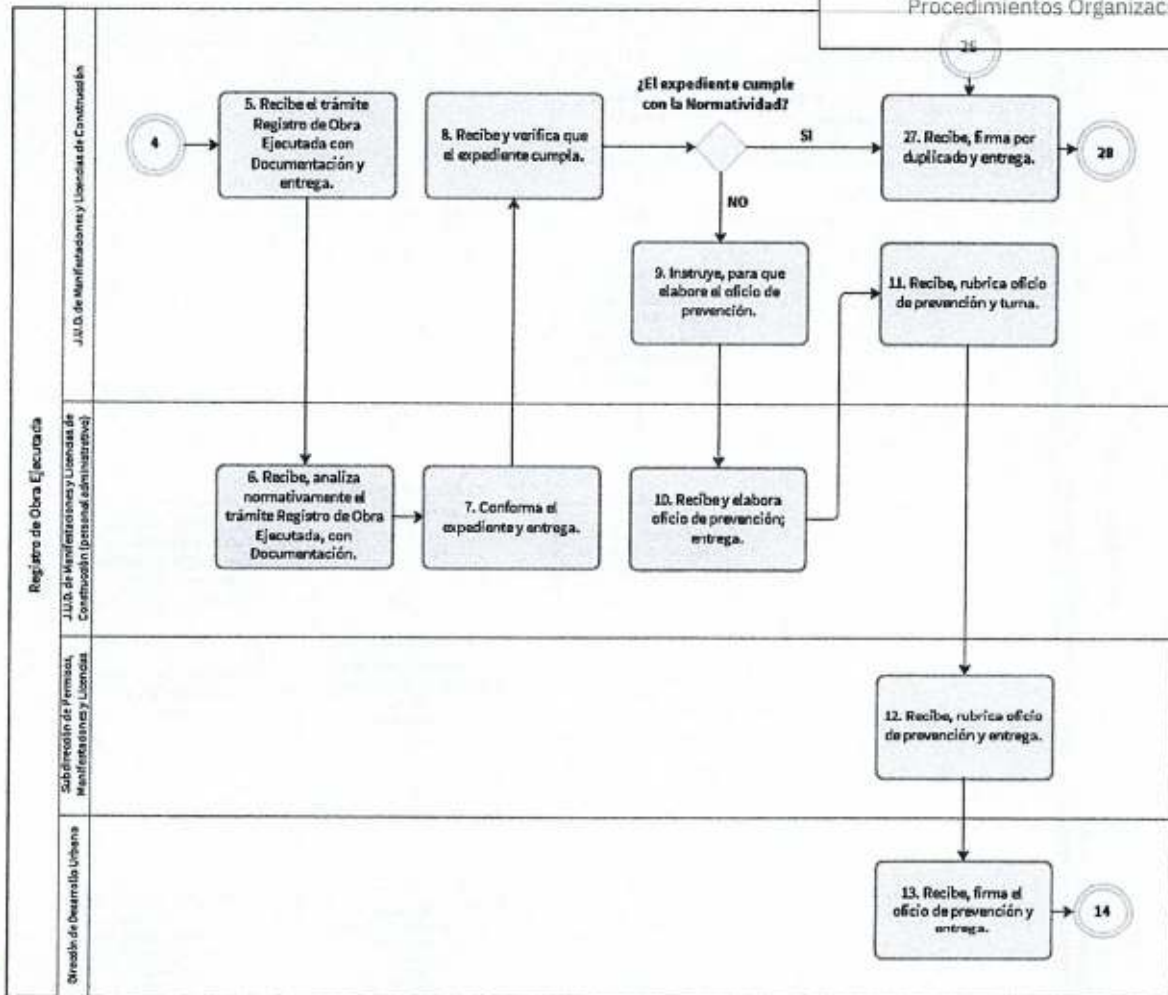 Procedimientos Organizac
Registro de Obra Ejecutada
J.U.D. de Manifestaciones y Licencias de Construcción
4
5. Recibe el trámite
Registro de Obra
Ejecutada con
Documentación y
entrega.
8. Recibe y verifica que
el expediente cumpla.
¿El expediente cumple
con la Normatividad?
SI
NO
26
27. Recibe, firma por
duplicado y entrega.
28
9. Instruye, para que
elabore el oficio de
prevención.
11. Recibe, rubrica oficio
de prevención y turna.
J.U.D. de Manifestaciones y Licencias de
Construcción (personal administrativo)
6. Recibe, analiza
normativamente el
trámite Registro de Obra
Ejecutada, con
Documentación.
7. Conforma el
expediente y entrega.
10. Recibe y elabora
oficio de prevención;
entrega.
Subdirección de Permisos,
Manifestaciones y Licencias
12. Recibe, rubrica oficio
de prevención y entrega.
Dirección de Desarrollo Urbano
13. Recibe, firma el
oficio de prevención y
entrega.
14